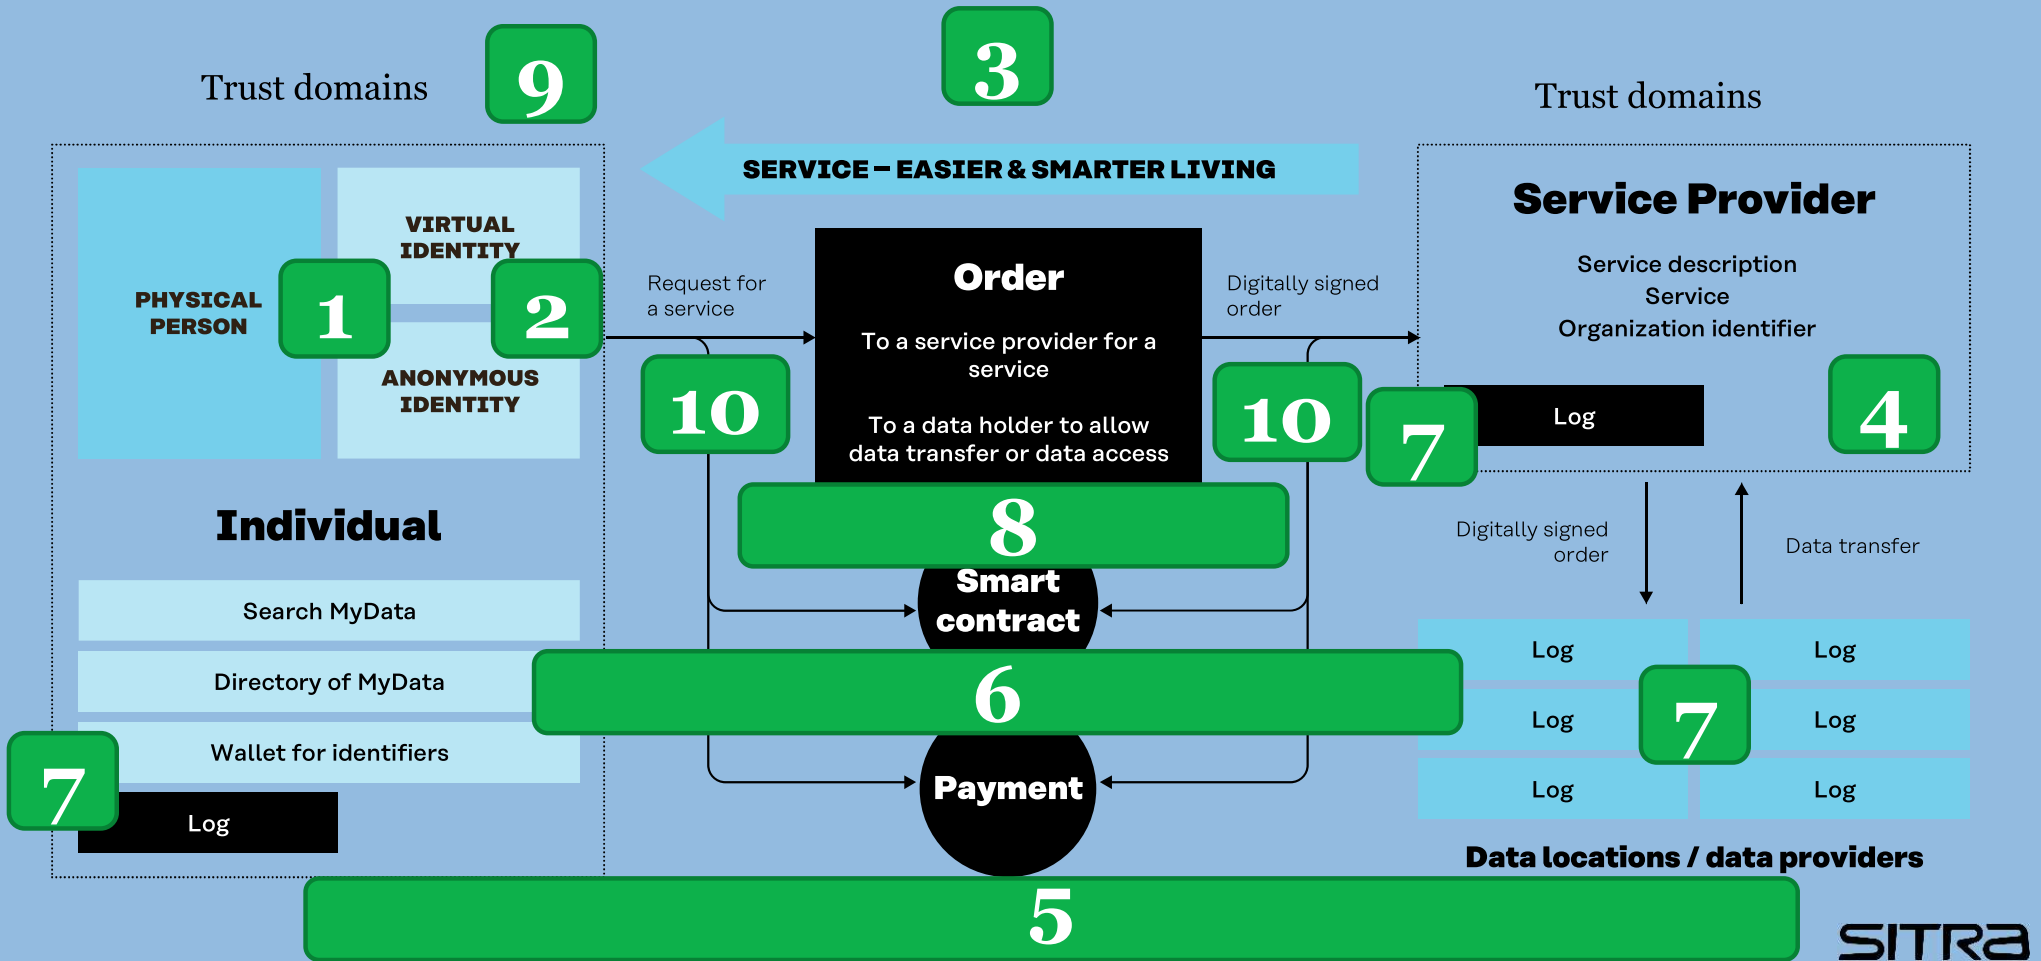 9
3
Trust domains
Trust domains
SERVICE – EASIER & SMARTER LIVING
PHYSICAL
PERSON
1
VIRTUAL
IDENTITY
2
ANONYMOUS
IDENTITY
Individual
Search MyData
Directory of MyData
Wallet for identifiers
7
Log
Request for
a service
10
Order
To a service provider for a
service
To a data holder to allow
data transfer or data access
8
Smart
contract
6
Payment
5
Digitally signed
order
10
Service Provider
Service description
Service
Organization identifier
7
Log
4
Digitally signed
order
Data transfer
Log
Log
Log
7
Log
Log
Log
Data locations / data providers
SITRA